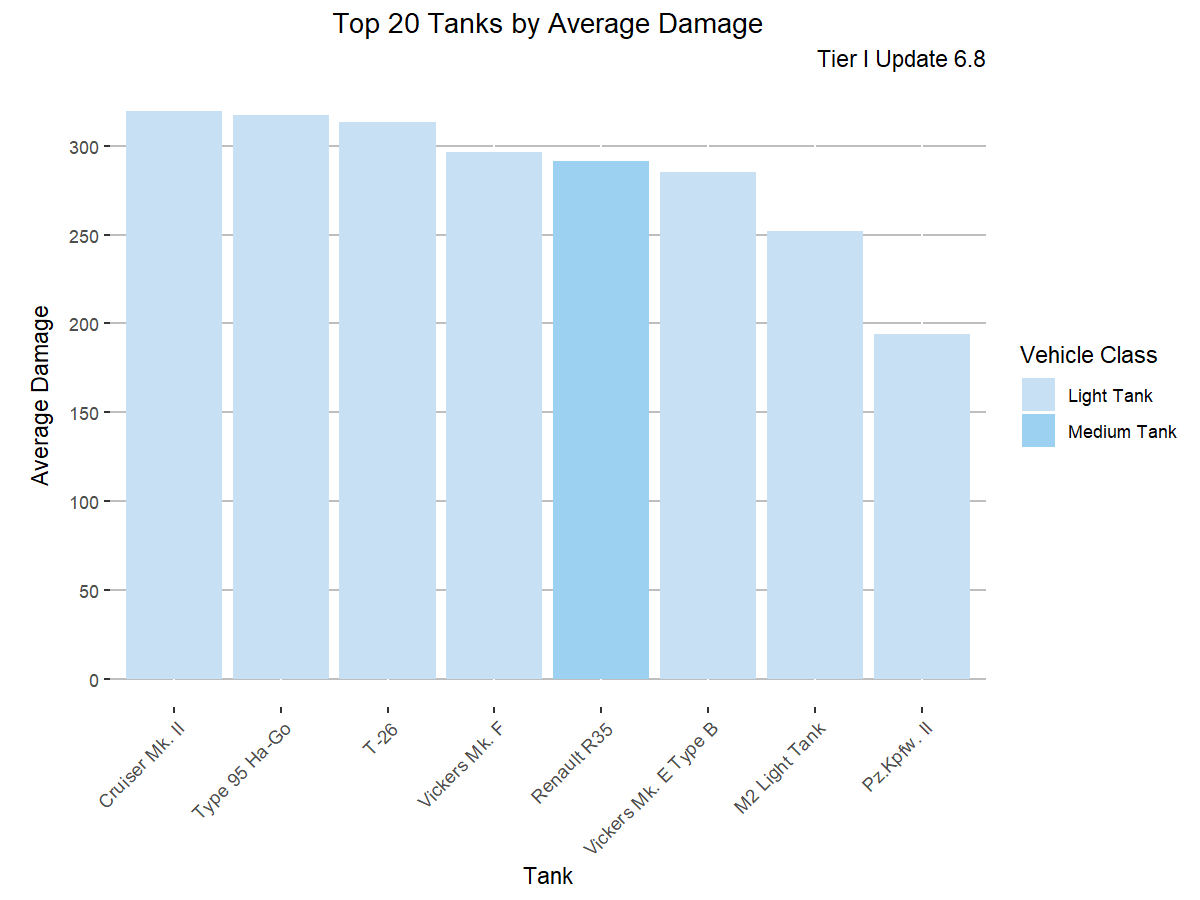 Top 20 Tanks by Average Damage
Tier I Update 6.8
Average Damage
300
250
200
150
100
50
0
Cruiser Mk. II
Type 95 Ha-Go
T-26
Vickers Mk. F
Renault R35
Vickers Mk. E Type B
M2 Light Tank
Pz.Kpfw. II
Tank
Vehicle Class
Light Tank
Medium Tank